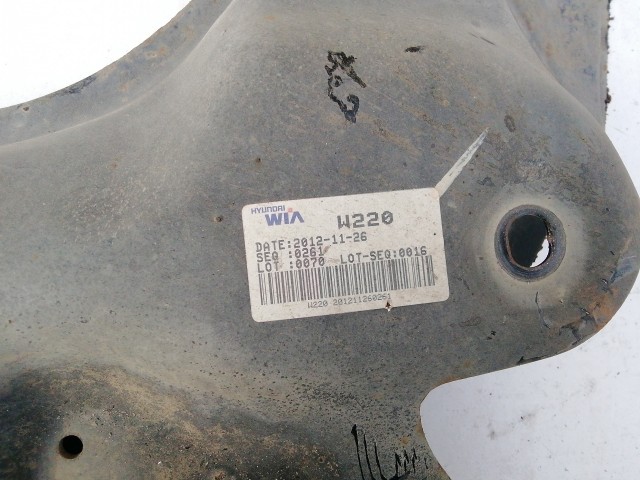 HYUNDAI
WIA W220
DATE:2012-11-26
SEQ :0261
LOT :0070 LOT-SEQ:0016
W220 201211260261